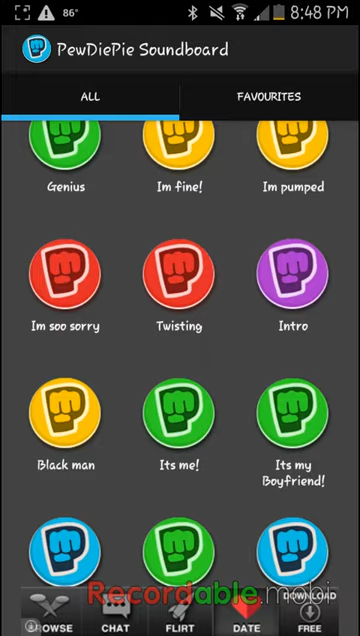 86°
8:48 PM
PewDiePie Soundboard
ALL
FAVOURITES
Genius
Im fine!
Im pumped
Im soo sorry
Twisting
Intro
Black man
Its me!
Its my
Boyfriend!
Recordable.mobi
DOWNLOAD
BROWSE
CHAT
FLIRT
DATE
FREE